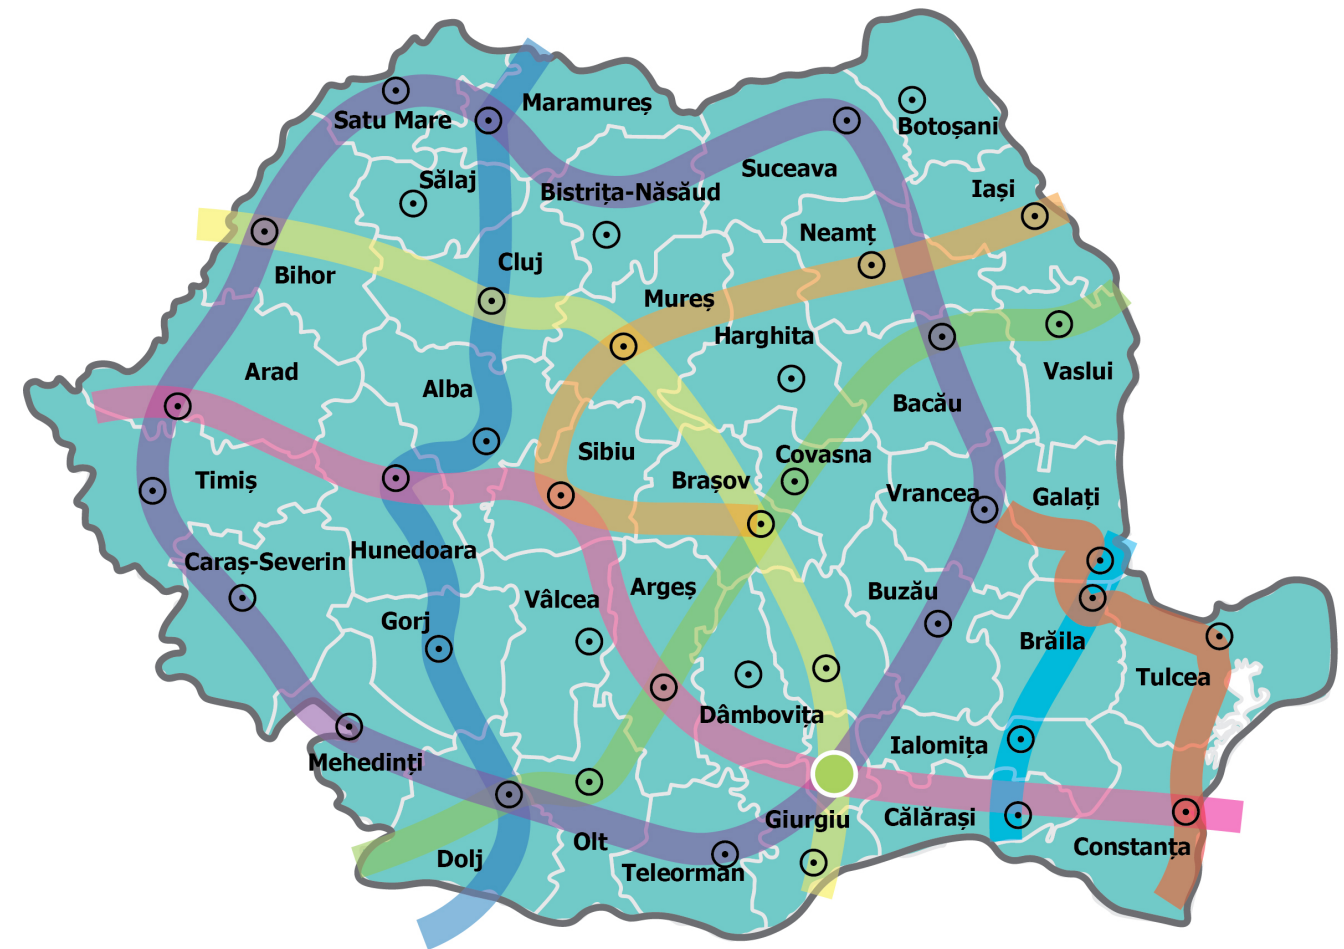 Maramureș
Satu Mare
Botoșani
Suceava
Sălaj
Bistrița-Năsăud
Iași
Neamț
Cluj
Bihor
Mureș
Harghita
Arad
Vaslui
Alba
Bacău
Sibiu
Covasna
Timiș
Brașov
Vrancea
Galați
Hunedoara
Caraș-Severin
Argeș
Buzău
Vâlcea
Gorj
Brăila
Tulcea
Dâmbovița
Ialomița
Mehedinți
Giurgiu
Călărași
Olt
Constanța
Dolj
Teleorman